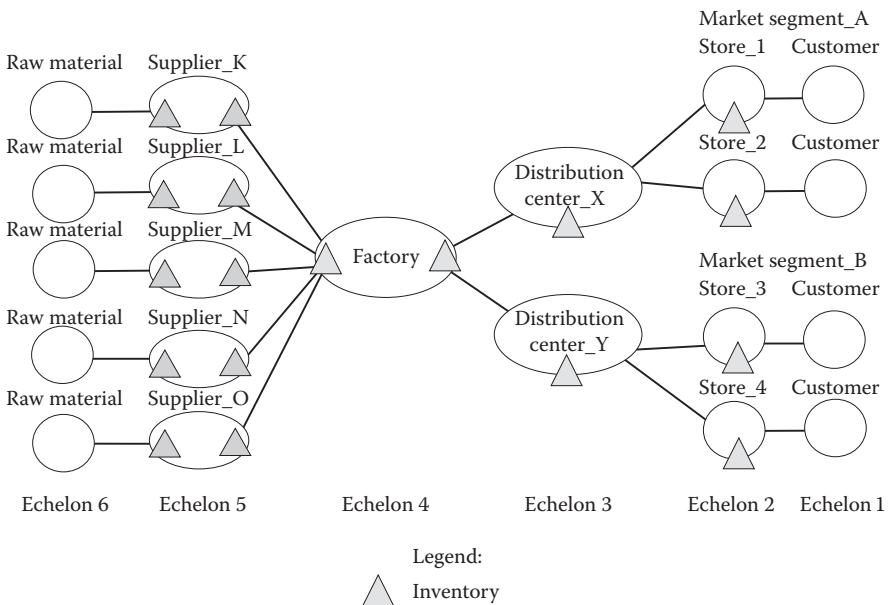 Market segment_A
Store_1 Customer
Raw material Supplier_K
Raw material Supplier_L
Store_2 Customer
Distribution
center_X
Raw material Supplier_M
Factory
Market segment_B
Store_3 Customer
Raw material Supplier_N
Distribution
center_Y
Raw material Supplier_O
Store_4 Customer
Echelon 6 Echelon 5 Echelon 4 Echelon 3 Echelon 2 Echelon 1
Legend:
Inventory